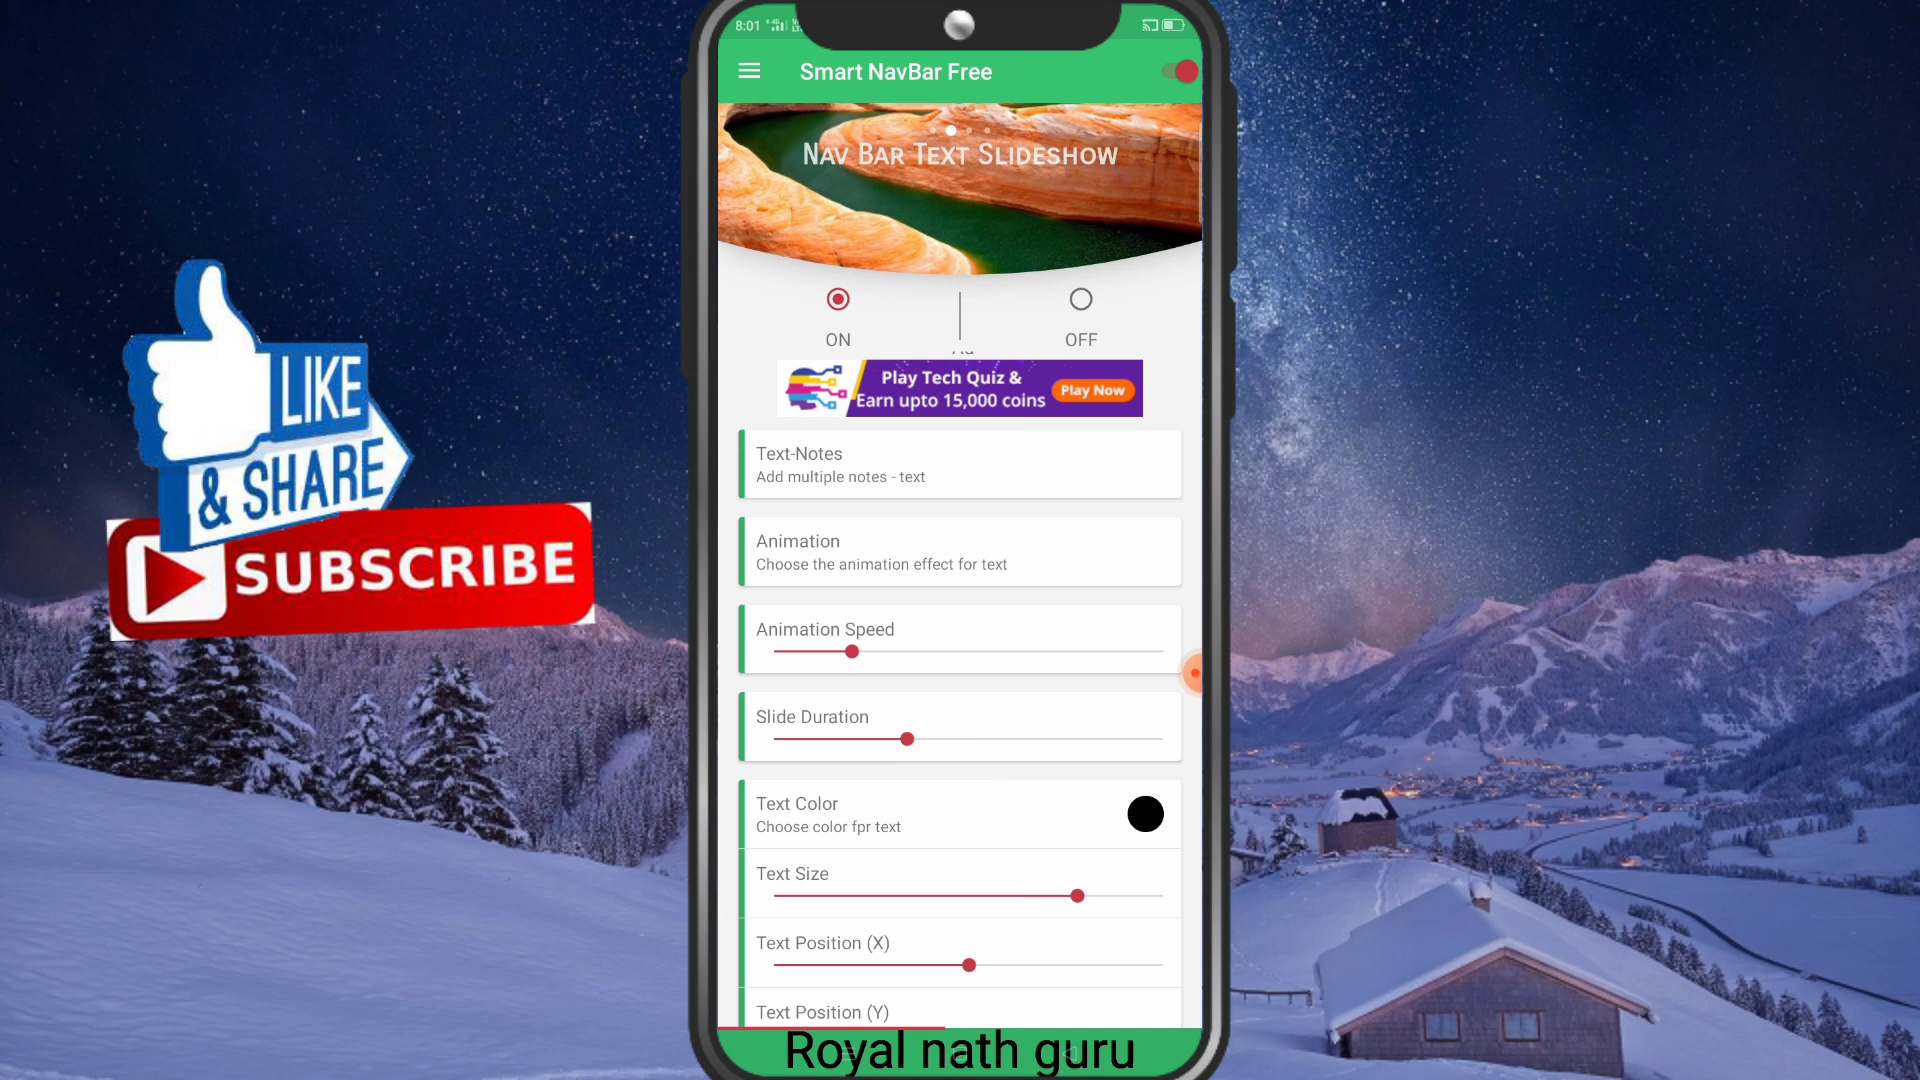 8:01
Smart NavBar Free
NAV BAR TEXT SLIDESHOW
ON
OFF
Play Tech Quiz &
Earn upto 15,000 coins
Play Now
Text-Notes
Add multiple notes - text
Animation
Choose the animation effect for text
Animation Speed
Slide Duration
Text Color
Choose color fpr text
Text Size
Text Position (X)
Text Position (Y)
Royal nath guru
LIKE
& SHARE
SUBSCRIBE